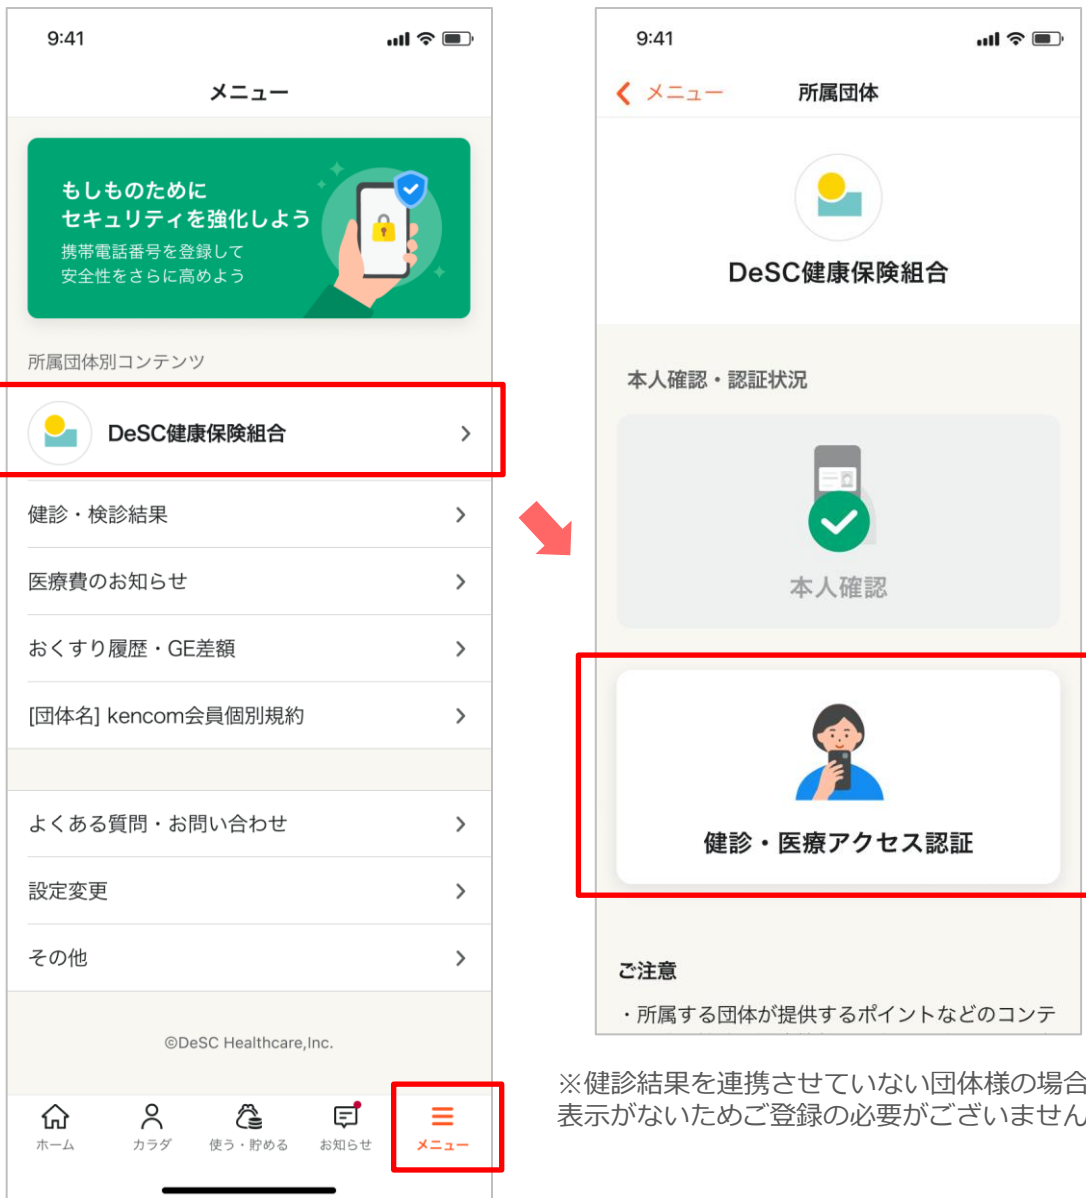 9:41
メニュー
もしものために
セキュリティを強化しよう
携帯電話番号を登録して
安全性をさらに高めよう
所属団体別コンテンツ
DeSC健康保険組合
健診・検診結果
医療費のお知らせ
おくすり履歴・GE差額
[団体名] kencom会員個別規約
よくある質問・お問い合わせ
設定変更
その他
©DeSC Healthcare,Inc.
ホーム
カラダ
使う・貯める
お知らせ
メニュー
9:41
メニュー
所属団体
DeSC健康保険組合
本人確認・認証状況
本人確認
健診・医療アクセス認証
ご注意
・所属する団体が提供するポイントなどのコンテ
※健診結果を連携させていない団体様の場合
表示がないためご登録の必要がございません